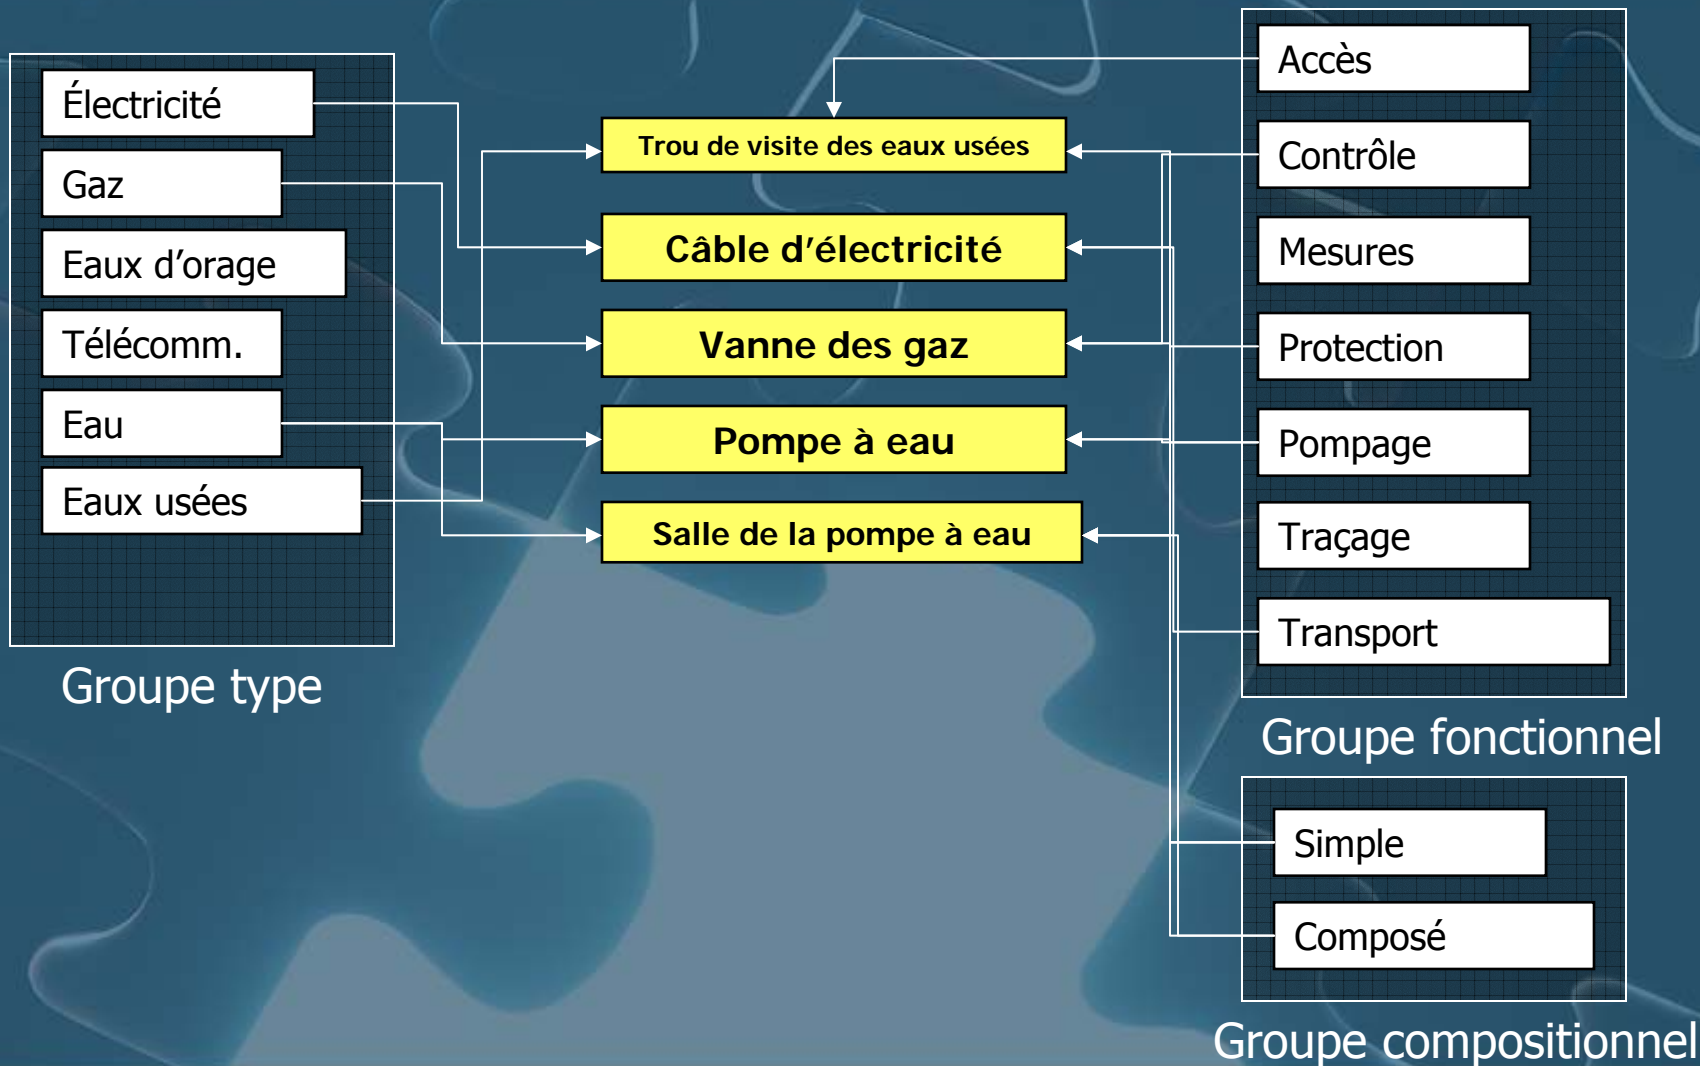 Électricité
Gaz
Eaux d’orage
Télécomm.
Eau
Eaux usées
Groupe type
Trou de visite des eaux usées
Câble d’électricité
Vanne des gaz
Pompe à eau
Salle de la pompe à eau
Accès
Contrôle
Mesures
Protection
Pompage
Traçage
Transport
Groupe fonctionnel
Simple
Composé
Groupe compositionnel